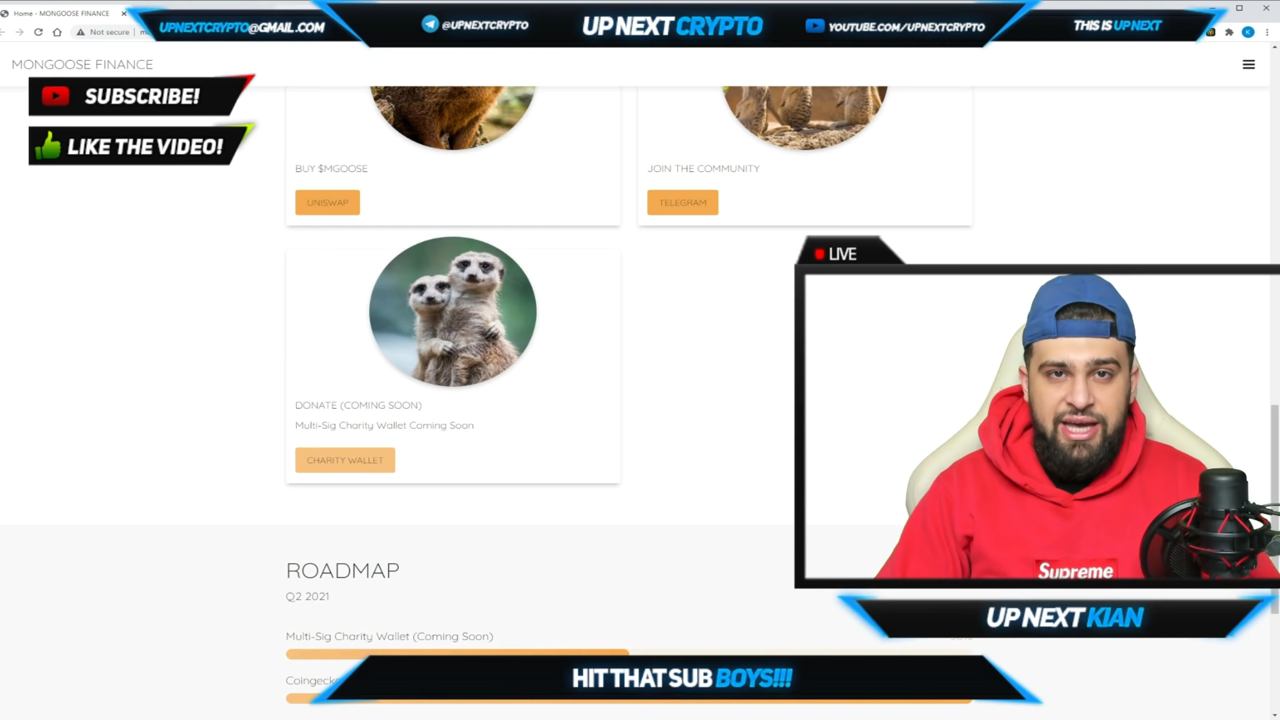 Home - MONGOOSE FINANCE
UPNEXTCRYPTO@GMAIL.COM
@UPNEXTCRYPTO
UP NEXT CRYPTO
YOUTUBE.COM/UPNEXTCRYPTO
THIS IS UP NEXT
Not secure
K
MONGOOSE FINANCE
SUBSCRIBE!
LIKE THE VIDEO!
BUY $MGOOSE
JOIN THE COMMUNITY
UNISWAP
TELEGRAM
LIVE
DONATE (COMING SOON)
Multi-Sig Charity Wallet Coming Soon
CHARITY WALLET
ROADMAP
Supreme
Q2 2021
UP NEXT KIAN
Multi-Sig Charity Wallet (Coming Soon)
HIT THAT SUB BOYS!!!